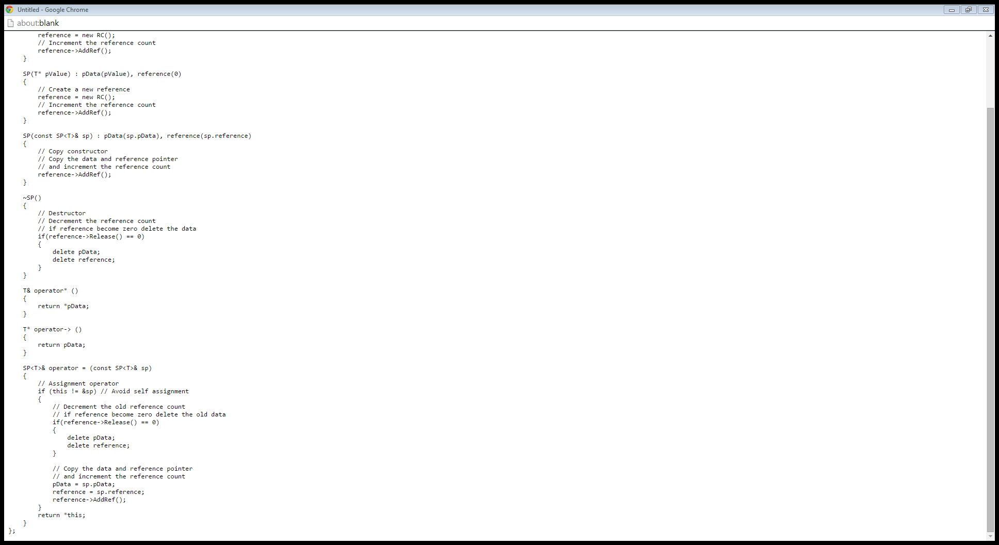 Untitled - Google Chrome
about:blank
reference = new RC();
// Increment the reference count
reference->AddRef();
}
SP(T* pValue) : pData(pValue), reference(0)
{
// Create a new reference
reference = new RC();
// Increment the reference count
reference->AddRef();
}
SP(const SP<T>& sp) : pData(sp.pData), reference(sp.reference)
{
// Copy constructor
// Copy the data and reference pointer
// and increment the reference count
reference->AddRef();
}
~SP()
{
// Destructor
// Decrement the reference count
// if reference become zero delete the data
if(reference->Release() == 0)
{
delete pData;
delete reference;
}
}
T& operator* ()
{
return *pData;
}
T* operator-> ()
{
return pData;
}
SP<T>& operator = (const SP<T>& sp)
{
// Assignment operator
if (this != &sp) // Avoid self assignment
{
// Decrement the old reference count
// if reference become zero delete the old data
if(reference->Release() == 0)
{
delete pData;
delete reference;
}
// Copy the data and reference pointer
// and increment the reference count
pData = sp.pData;
reference = sp.reference;
reference->AddRef();
}
return *this;
}
};